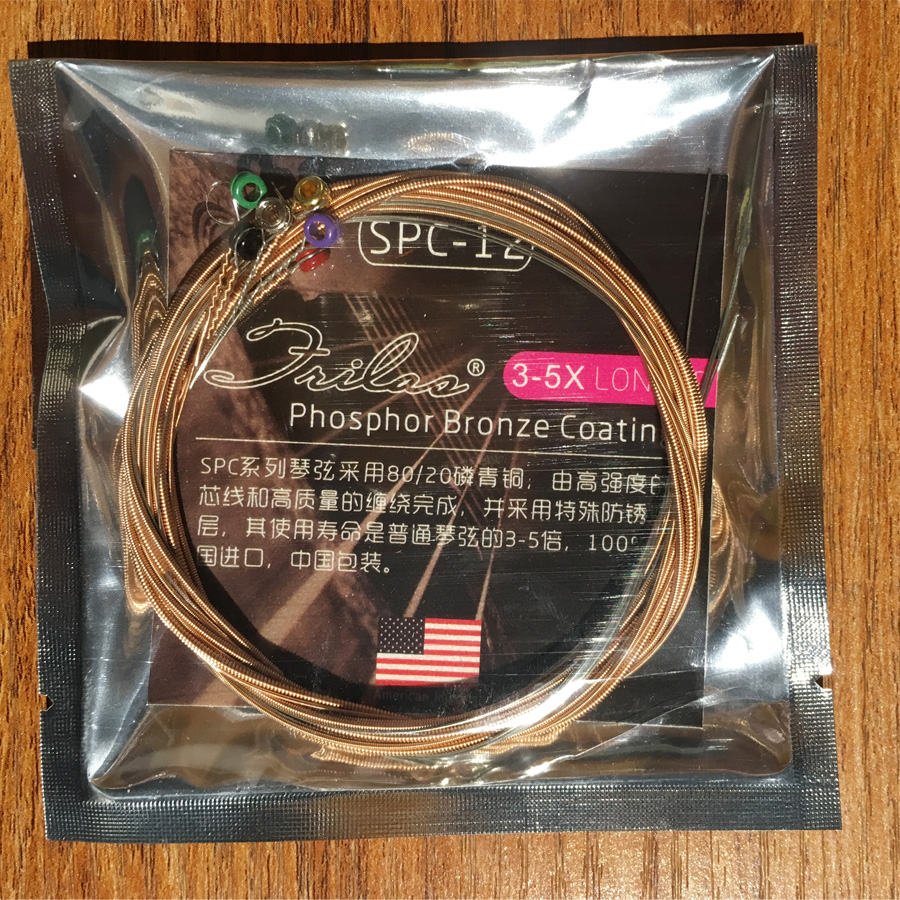 SPC-12
Frilas®
3-5X LON
Phosphor Bronze Coatin
SPC系列琴弦采用80/20磷青铜，由高强度
芯线和高质量的缠绕完成，并采用特殊防锈
层，其使用寿命是普通琴弦的3-5倍，100
国进口，中国包装。